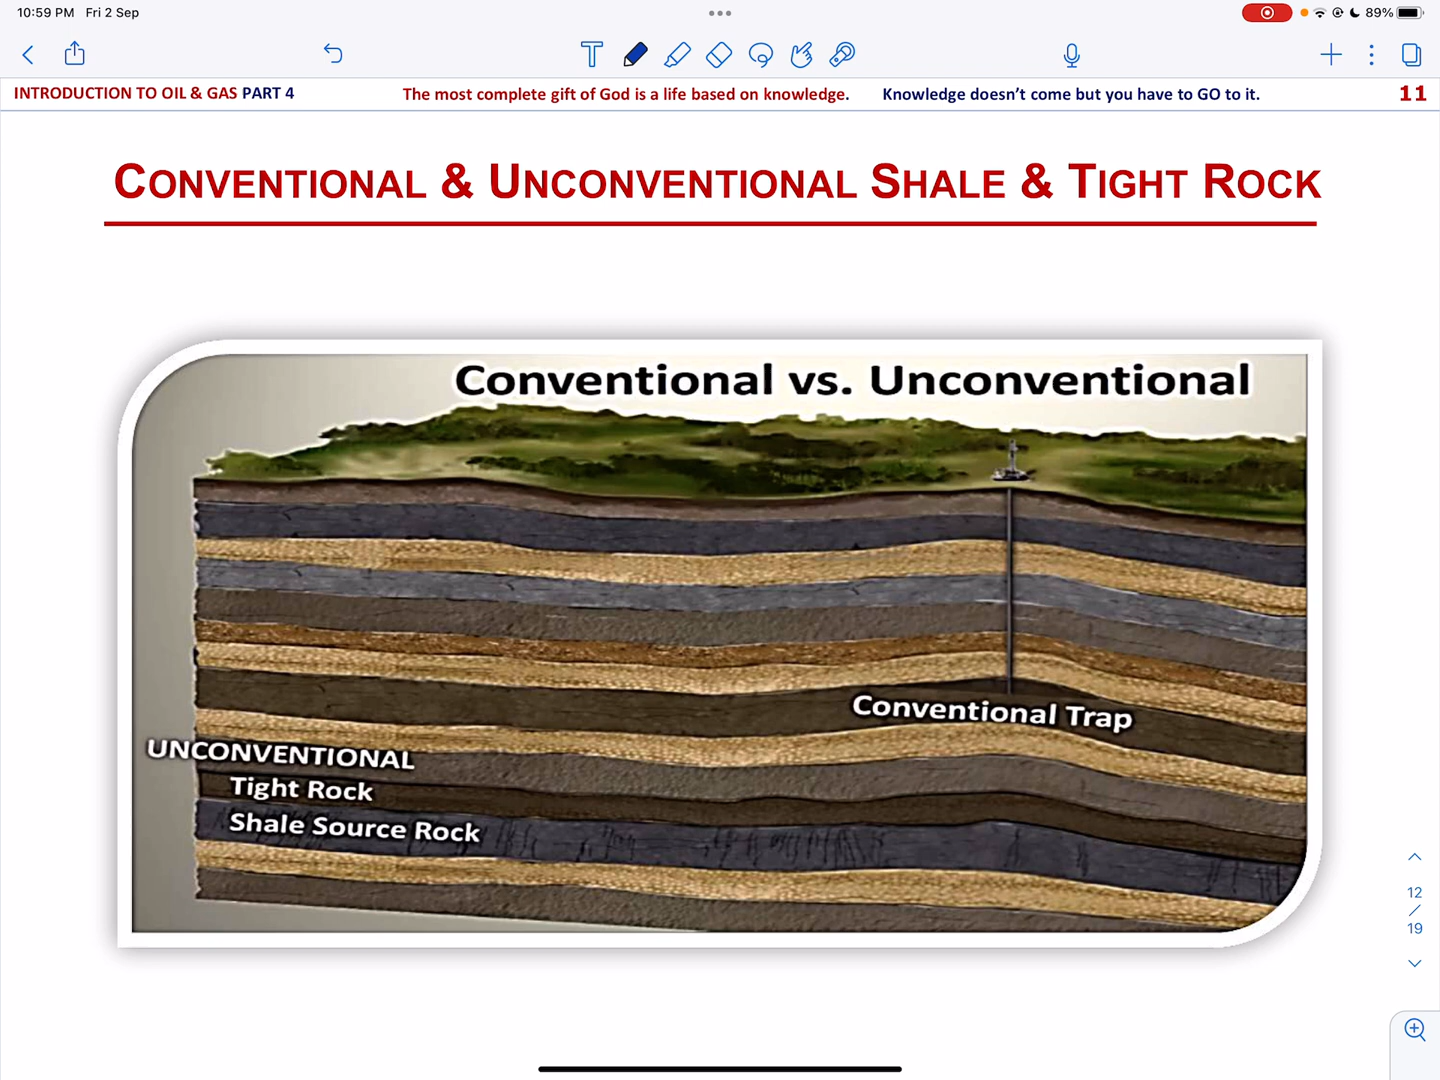 10:59 PM Fri 2 Sep
89%
INTRODUCTION TO OIL & GAS PART 4 The most complete gift of God is a life based on knowledge. Knowledge doesn’t come but you have to GO to it. 11
CONVENTIONAL & UNCONVENTIONAL SHALE & TIGHT ROCK
Conventional vs. Unconventional
Conventional Trap
UNCONVENTIONAL
Tight Rock
Shale Source Rock
12
/
19